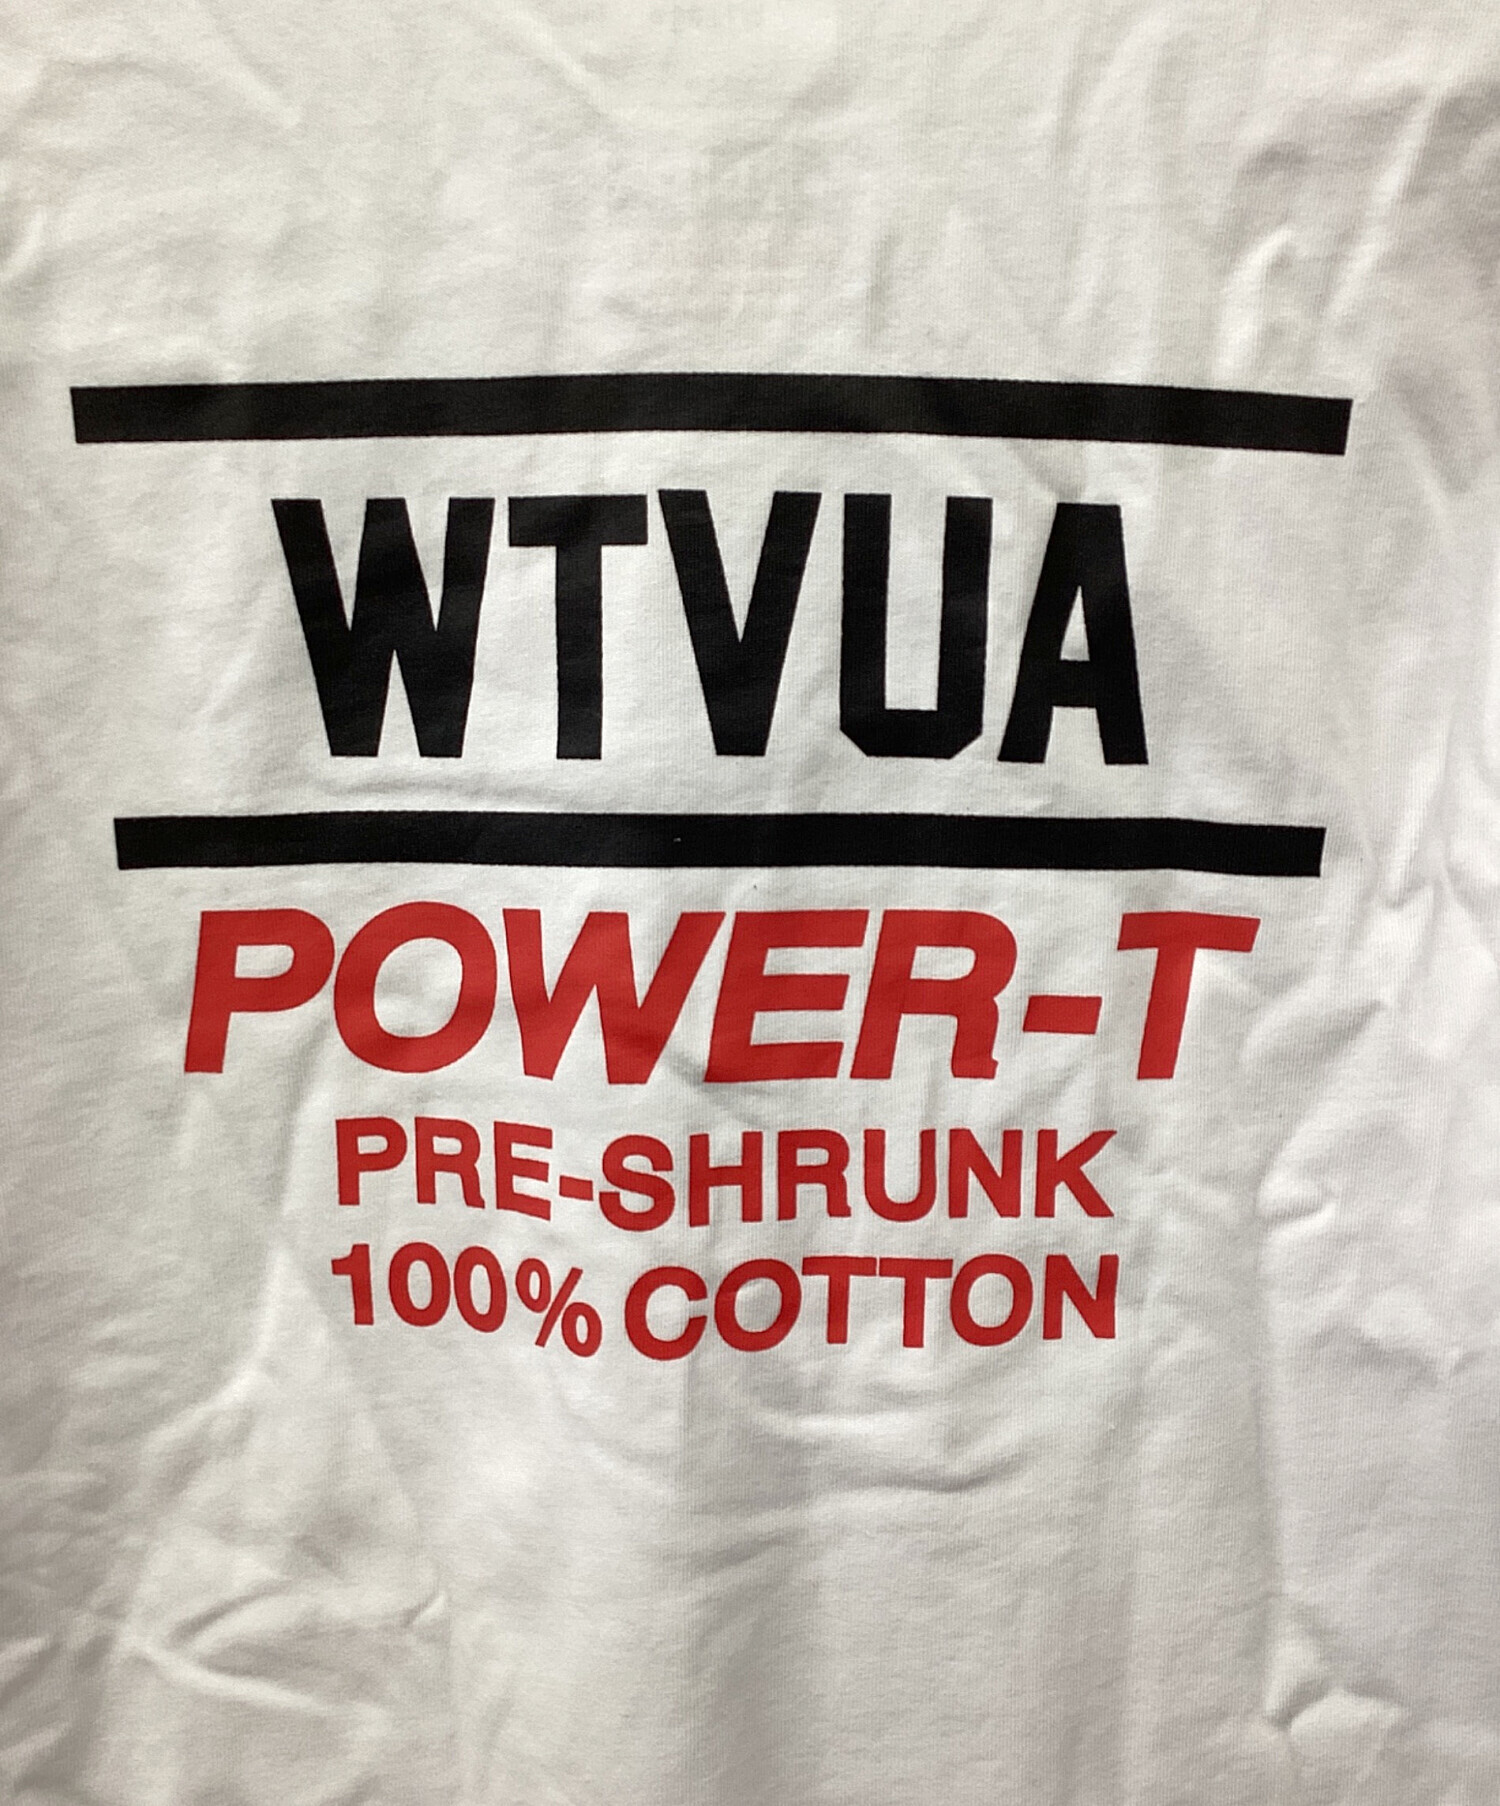 WTVUA
POWER-T
PRE-SHRUNK
100% COTTON